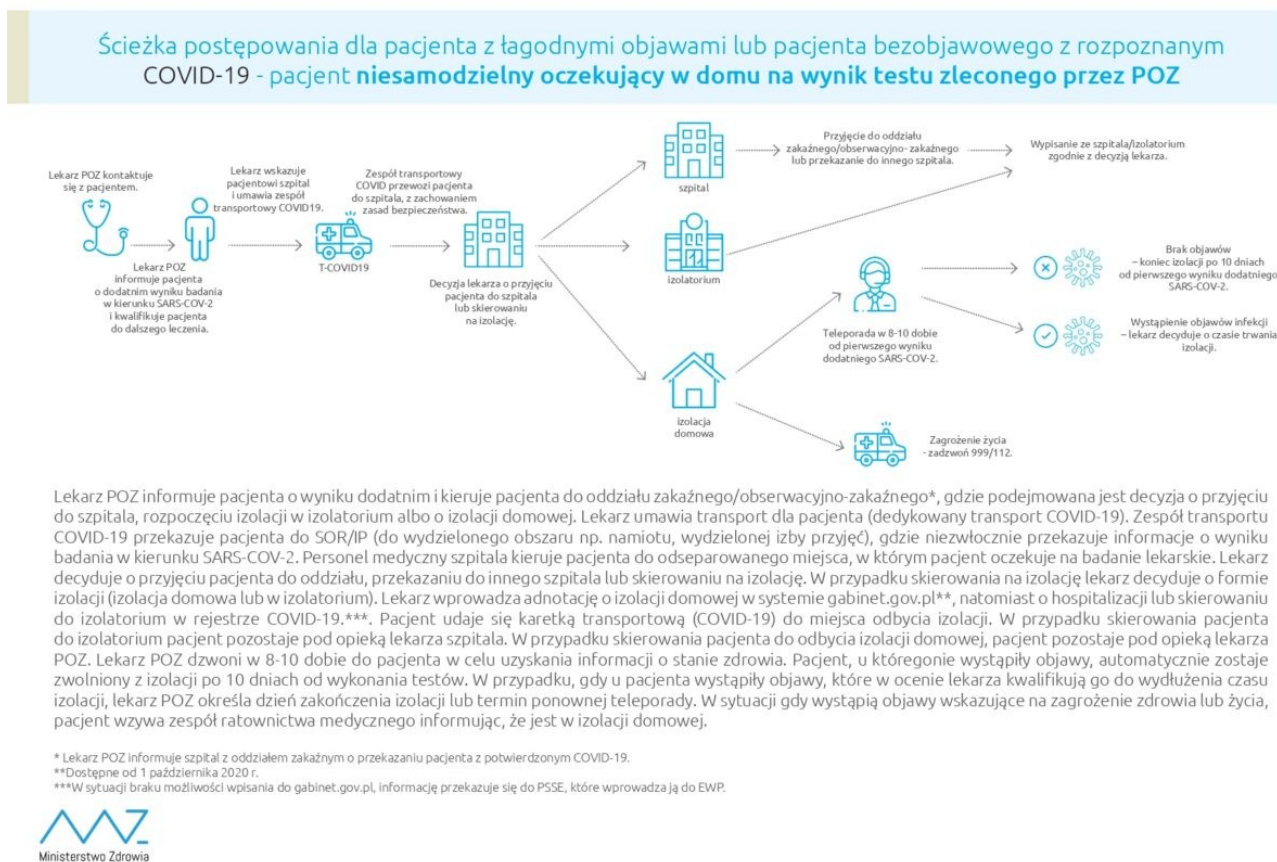 Ścieżka postępowania dla pacjenta z łagodnymi objawami lub pacjenta bezobjawowego z rozpoznanym
COVID-19 - pacjent niesamodzielny oczekujący w domu na wynik testu zleconego przez POZ
Lekarz POZ kontaktuje
się z pacjentem.
Lekarz POZ
informuje pacjenta
o dodatnim wyniku badania
w kierunku SARS-COV-2
i kwalifikuje pacjenta
do dalszego leczenia.
Lekarz wskazuje
pacjentowi szpital
i umawia zespół
transportowy COVID19.
T-COVID19
Zespół transportowy
COVID przewozi pacjenta
do szpitala, z zachowaniem
zasad bezpieczeństwa.
Decyzja lekarza o przyjęciu
pacjenta do szpitala
lub skierowaniu
na izolację.
szpital
Przyjęcie do oddziału
zakaźnego/obserwacyjno- zakaźnego
lub przekazanie do innego szpitala.
Wypisanie ze szpitala/izolatorium
zgodnie z decyzją lekarza.
izolatorium
izolacja
domowa
Teleporada w 8-10 dobie
od pierwszego wyniku
dodatniego SARS-COV-2.
Brak objawów
– koniec izolacji po 10 dniach
od pierwszego wyniku dodatniego
SARS-COV-2.
Wystąpienie objawów infekcji
– lekarz decyduje o czasie trwania
izolacji.
Zagrożenie życia
- zadzwoń 999/112.
Lekarz POZ informuje pacjenta o wyniku dodatnim i kieruje pacjenta do oddziału zakaźnego/obserwacyjno-zakaźnego*, gdzie podejmowana jest decyzja o przyjęciu
do szpitala, rozpoczęciu izolacji w izolatorium albo o izolacji domowej. Lekarz umawia transport dla pacjenta (dedykowany transport COVID-19). Zespół transportu
COVID-19 przekazuje pacjenta do SOR/IP (do wydzielonego obszaru np. namiotu, wydzielonej izby przyjęć), gdzie niezwłocznie przekazuje informacje o wyniku
badania w kierunku SARS-COV-2. Personel medyczny szpitala kieruje pacjenta do odseparowanego miejsca, w którym pacjent oczekuje na badanie lekarskie. Lekarz
decyduje o przyjęciu pacjenta do oddziału, przekazaniu do innego szpitala lub skierowaniu na izolację. W przypadku skierowania na izolację lekarz decyduje o formie
izolacji (izolacja domowa lub w izolatorium). Lekarz wprowadza adnotację o izolacji domowej w systemie gabinet.gov.pl**, natomiast o hospitalizacji lub skierowaniu
do izolatorium w rejestrze COVID-19.***. Pacjent udaje się karetką transportową (COVID-19) do miejsca odbycia izolacji. W przypadku skierowania pacjenta
do izolatorium pacjent pozostaje pod opieką lekarza szpitala. W przypadku skierowania pacjenta do odbycia izolacji domowej, pacjent pozostaje pod opieką lekarza
POZ. Lekarz POZ dzwoni w 8-10 dobie do pacjenta w celu uzyskania informacji o stanie zdrowia. Pacjent, u któregonie wystąpiły objawy, automatycznie zostaje
zwolniony z izolacji po 10 dniach od wykonania testów. W przypadku, gdy u pacjenta wystąpiły objawy, które w ocenie lekarza kwalifikują go do wydłużenia czasu
izolacji, lekarz POZ określa dzień zakończenia izolacji lub termin ponownej teleporady. W sytuacji gdy wystąpią objawy wskazujące na zagrożenie zdrowia lub życia,
pacjent wzywa zespół ratownictwa medycznego informując, że jest w izolacji domowej.
* Lekarz POZ informuje szpital z oddziałem zakaźnym o przekazaniu pacjenta z potwierdzonym COVID-19.
**Dostępne od 1 października 2020 r.
***W sytuacji braku możliwości wpisania do gabinet.gov.pl, informację przekazuje się do PSSE, które wprowadza ją do EWP.
Ministerstwo Zdrowia